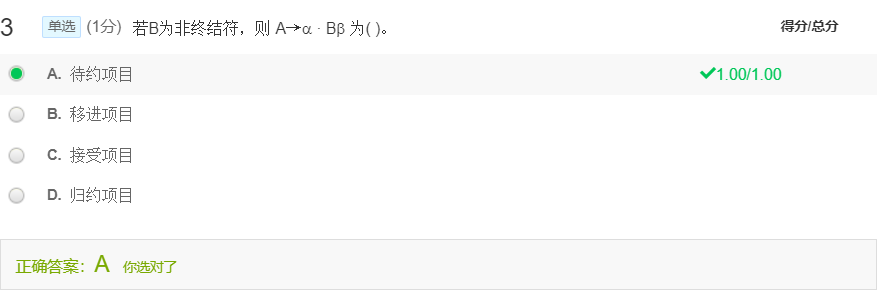 3 单选 (1分) 若B为非终结符，则 A→α · Bβ 为( )。 得分/总分
A. 待约项目 1.00/1.00
B. 移进项目
C. 接受项目
D. 归约项目
正确答案：A 你选对了